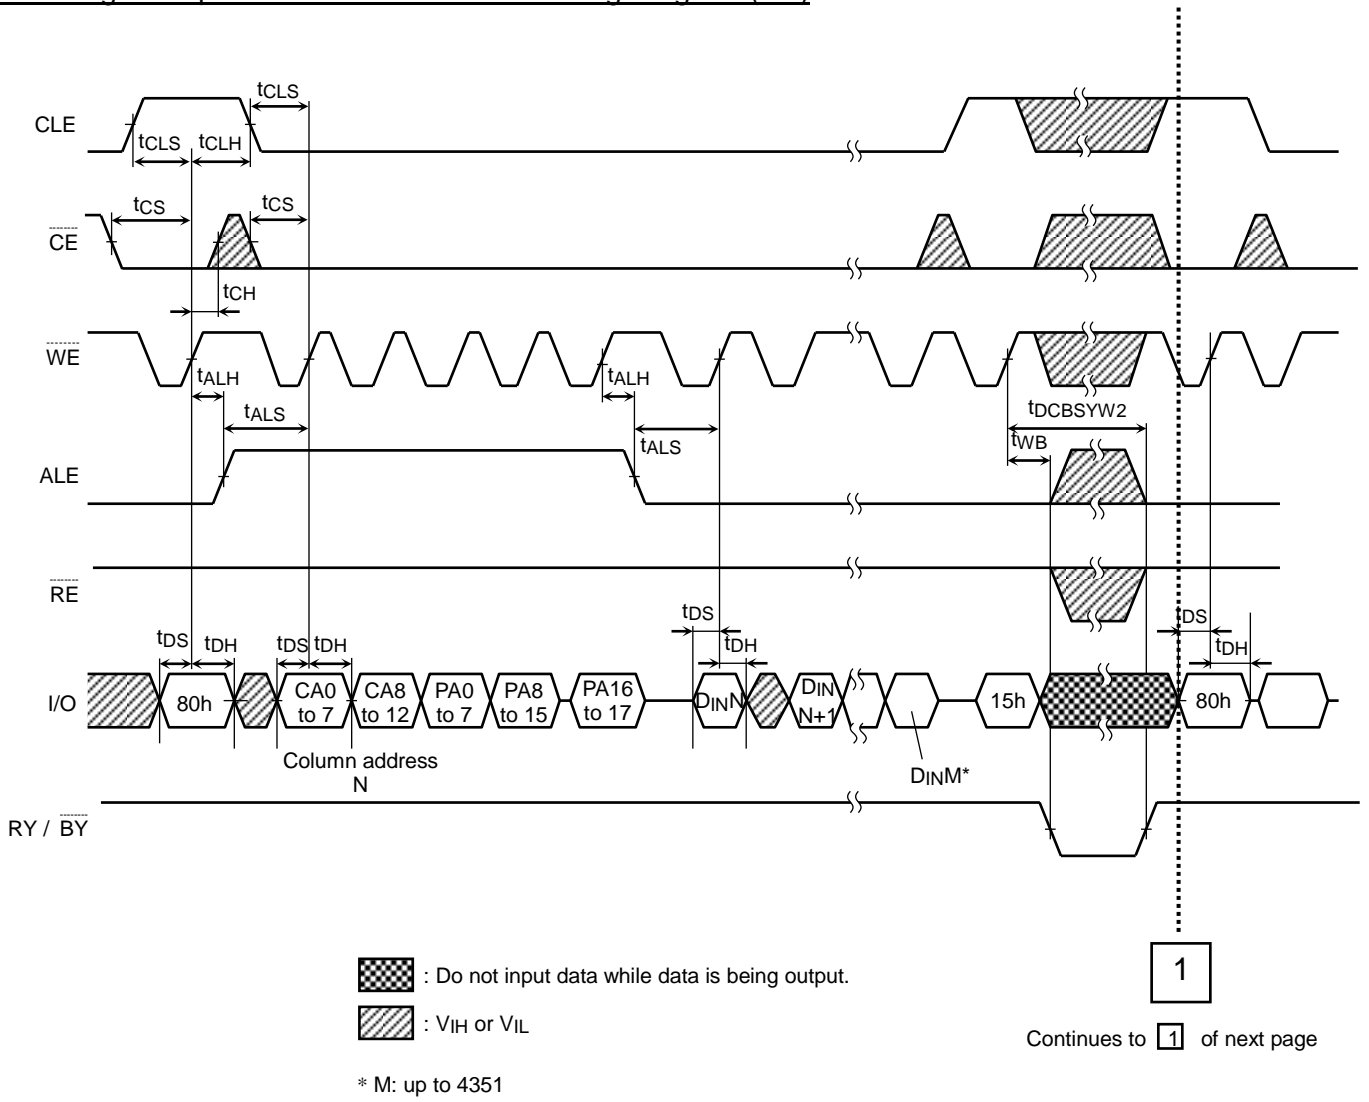 tCLS
CLE
tCLS tCLH
tCS tCS
CE
tCH
WE
tALH tALH
tDCBSYW2
tALS tALS
tWB
ALE
RE
tDS tDH tDS tDH tDS tDH tDS tDH
I/O 80h CA0 to 7 CA8 to 12 PA0 to 7 PA8 to 15 PA16 to 17 DINN DIN N+1 15h 80h
Column address
N
DINM*
RY / BY
1
: Do not input data while data is being output.
: VIH or VIL
Continues to 1 of next page
* M: up to 4351